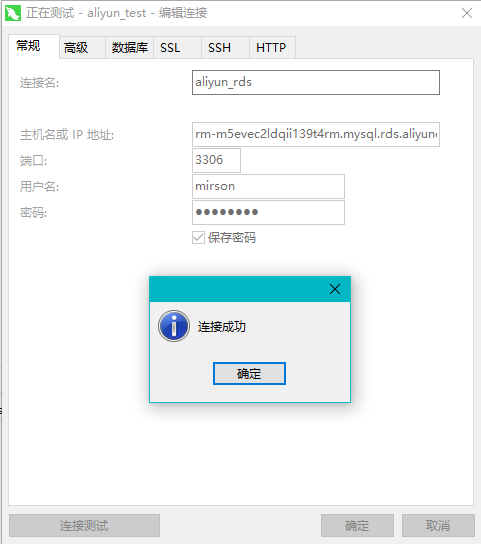 正在测试 - aliyun_test - 编辑连接
常规 高级 数据库 SSL SSH HTTP
连接名: aliyun_rds
主机名或 IP 地址: rm-m5evec2ldqii139t4rm.mysql.rds.aliyun
端口: 3306
用户名: mirson
密码: ●●●●●●●●
保存密码
连接成功
确定
连接测试 确定 取消